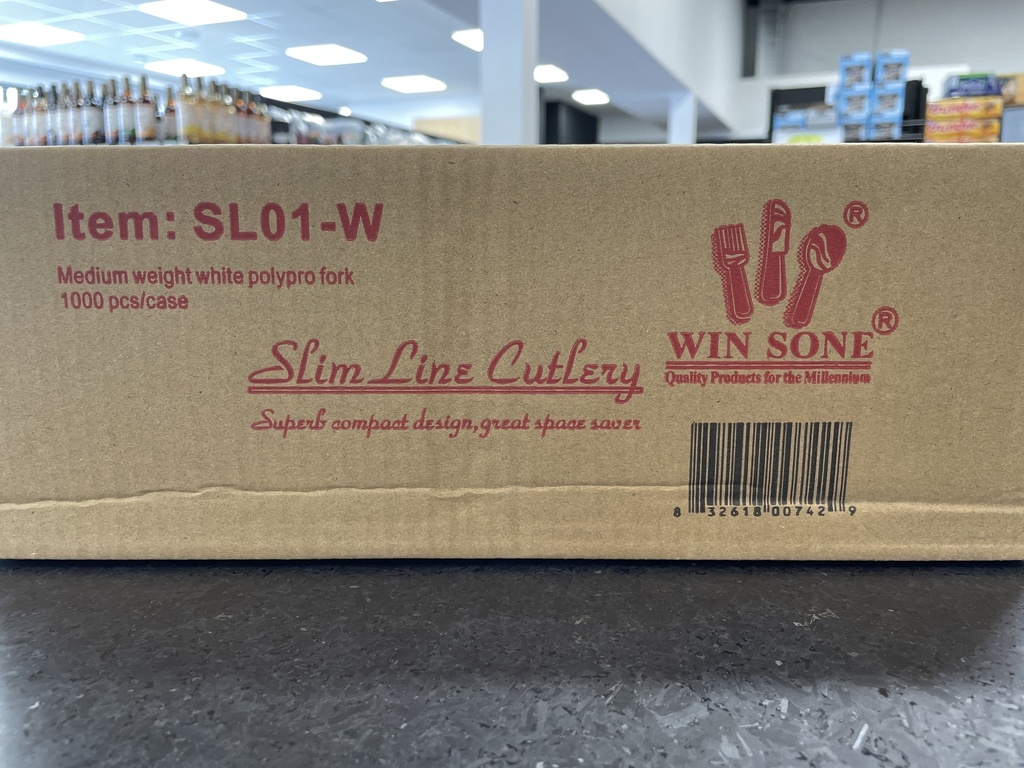 Item: SL01-W
Medium weight white polypro fork
1000 pcs/case
Slim Line Cutlery
Superb compact design, great space saver
®
WIN SONE®
Quality Products for the Millennium
8 32618 00742 9